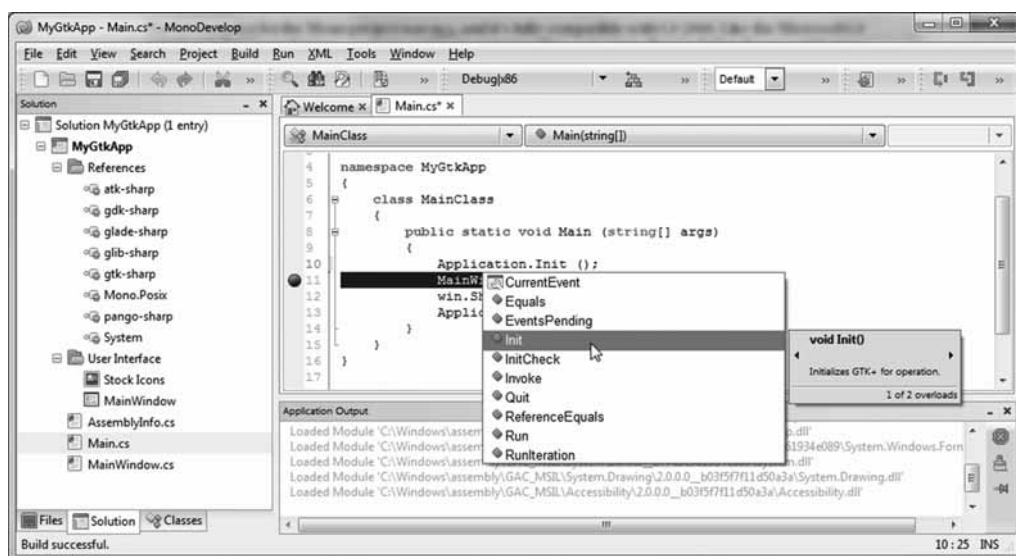 MyGtkApp - Main.cs* - MonoDevelop
File Edit View Search Project Build Run XML Tools Window Help
Debug|x86
Default
Solution
Welcome
Main.cs*
Solution MyGtkApp (1 entry)
MyGtkApp
References
atk-sharp
gdk-sharp
glade-sharp
glib-sharp
gtk-sharp
Mono.Posix
pango-sharp
System
User Interface
Stock Icons
MainWindow
AssemblyInfo.cs
Main.cs
MainWindow.cs
Files Solution Classes
MainClass
Main(string[])
4 namespace MyGtkApp
5 {
6 class MainClass
7 {
8 public static void Main (string[] args)
9 {
10 Application.Init ();
11 MainW
12 win.Sh
13 Applic
14 }
15 }
16 }
17
CurrentEvent
Equals
EventsPending
Init
InitCheck
Invoke
Quit
ReferenceEquals
Run
RunIteration
void Init()
Initializes GTK+ for operation.
1 of 2 overloads
Application Output
Loaded Module 'C:\Windows\assem
Loaded Module 'C:\Windows\assem 61934e089\System.Windows.Forn
Loaded Module 'C:\Windows\assem
Loaded Module 'C:\Windows\assembly\GAC_MSIL\System.Drawing\2.0.0.0__b03f5f7f11d50a3a\System.Drawing.dll'
Loaded Module 'C:\Windows\assembly\GAC_MSIL\Accessibility\2.0.0.0__b03f5f7f11d50a3a\Accessibility.dll'
Build successful.
10 : 25 INS